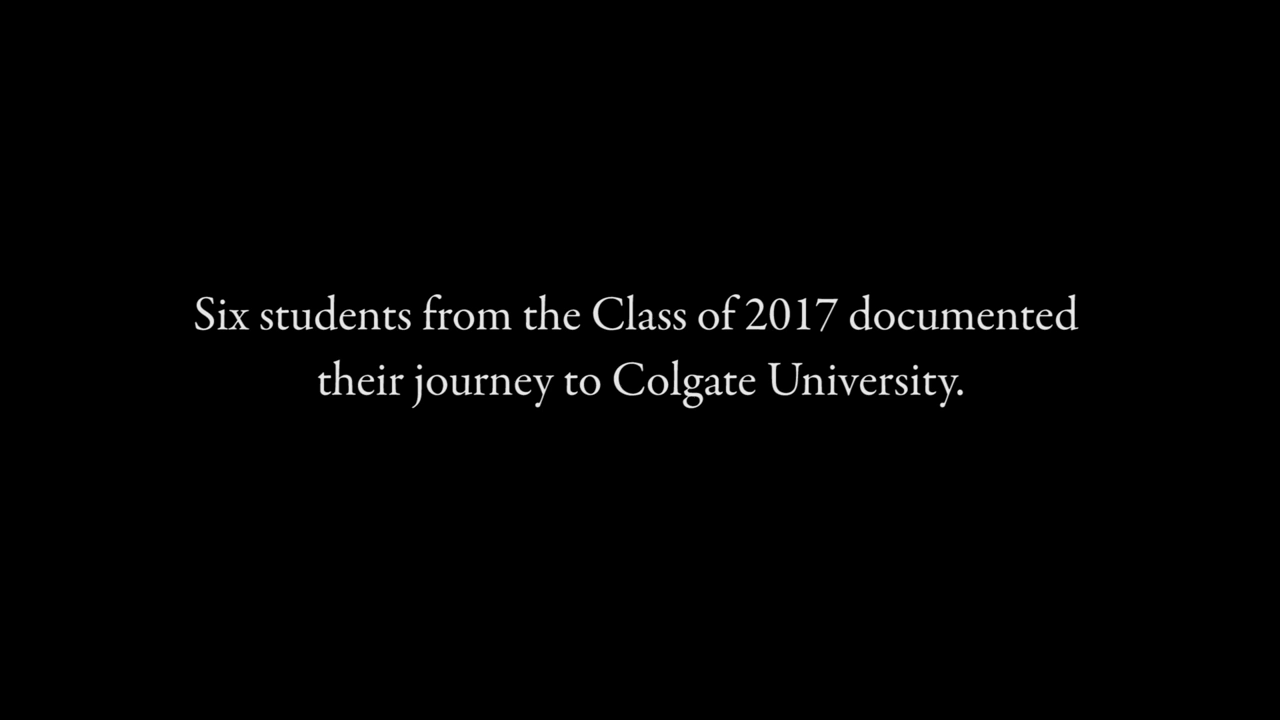 Six students from the Class of 2017 documented
their journey to Colgate University.